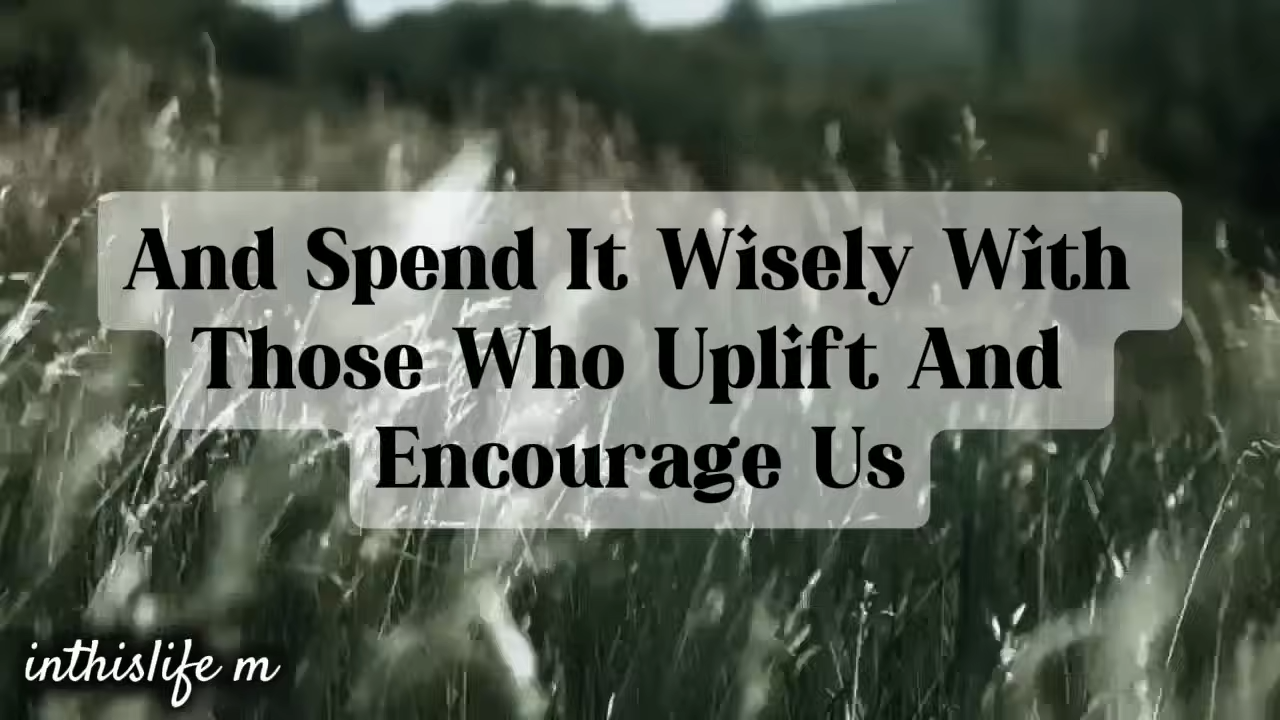 And Spend It Wisely With
Those Who Uplift And
Encourage Us
inthislife m